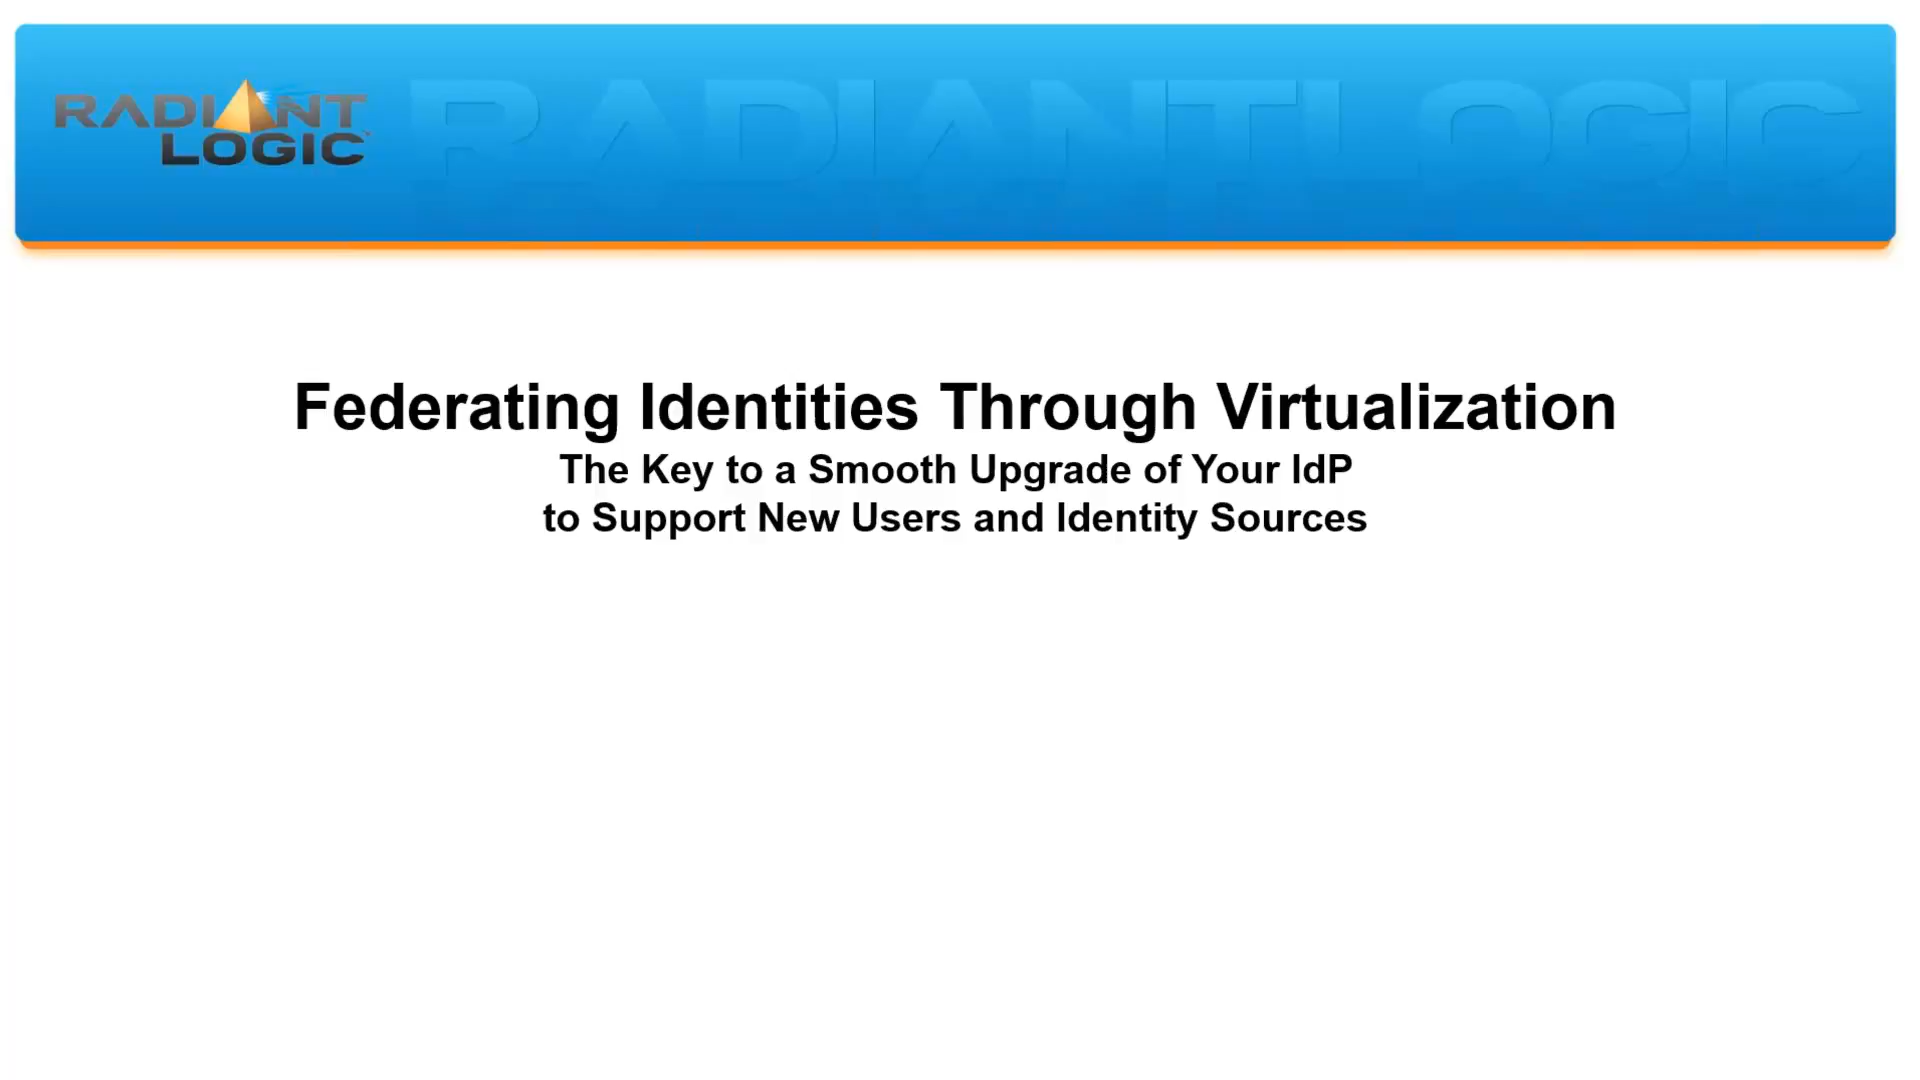 RADIANT
LOGIC
RADIANTLOGIC
Federating Identities Through Virtualization
The Key to a Smooth Upgrade of Your IdP
to Support New Users and Identity Sources